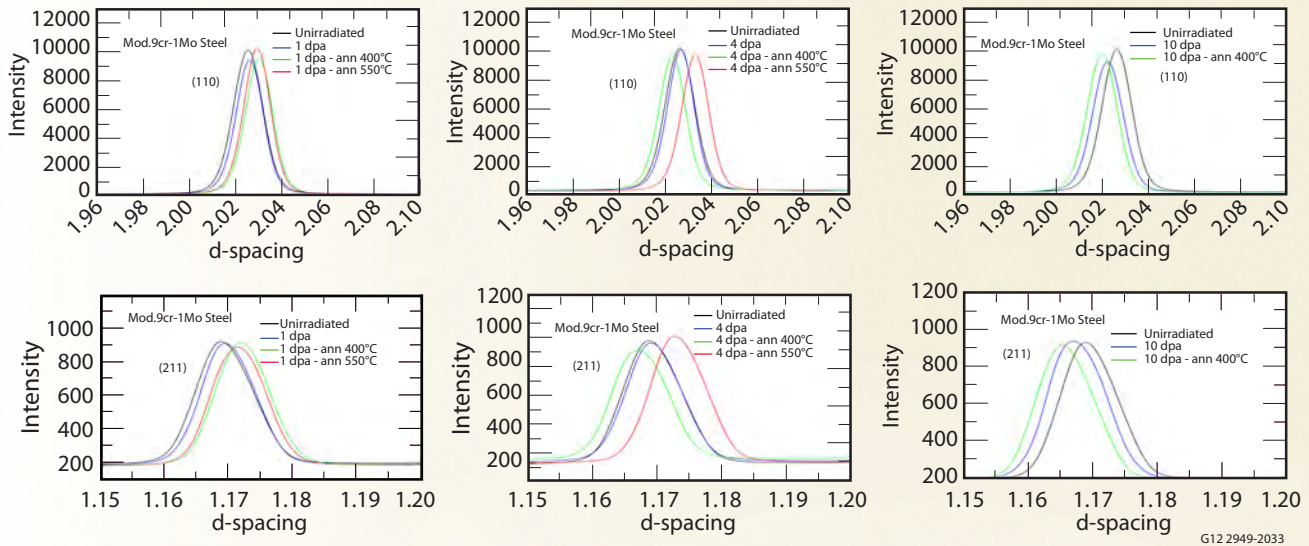 Mod.9cr-1Mo Steel
Unirradiated
1 dpa
1 dpa - ann 400°C
1 dpa - ann 550°C
(110)
Intensity
12000
10000
8000
6000
4000
2000
0
1.96
1.98
2.00
2.02
2.04
2.06
2.08
2.10
d-spacing
Mod.9cr-1Mo Steel
Unirradiated
4 dpa
4 dpa - ann 400°C
4 dpa - ann 550°C
(110)
Intensity
12000
10000
8000
6000
4000
2000
0
1.96
1.98
2.00
2.02
2.04
2.06
2.08
2.10
d-spacing
Mod.9cr-1Mo Steel
Unirradiated
10 dpa
10 dpa - ann 400°C
(110)
Intensity
12000
10000
8000
6000
4000
2000
0
1.96
1.98
2.00
2.02
2.04
2.06
2.08
2.10
d-spacing
Mod.9cr-1Mo Steel
Unirradiated
1 dpa
1 dpa - ann 400°C
1 dpa - ann 550°C
(211)
Intensity
1000
800
600
400
200
1.15
1.16
1.17
1.18
1.19
1.20
d-spacing
Mod.9cr-1Mo Steel
Unirradiated
4 dpa
4 dpa - ann 400°C
4 dpa - ann 550°C
(211)
Intensity
1200
1000
800
600
400
200
1.15
1.16
1.17
1.18
1.19
1.20
d-spacing
Mod.9cr-1Mo Steel
Unirradiated
10 dpa
10 dpa - ann 400°C
(211)
Intensity
1200
1000
800
600
400
200
1.15
1.16
1.17
1.18
1.19
1.20
d-spacing
G12 2949-2033